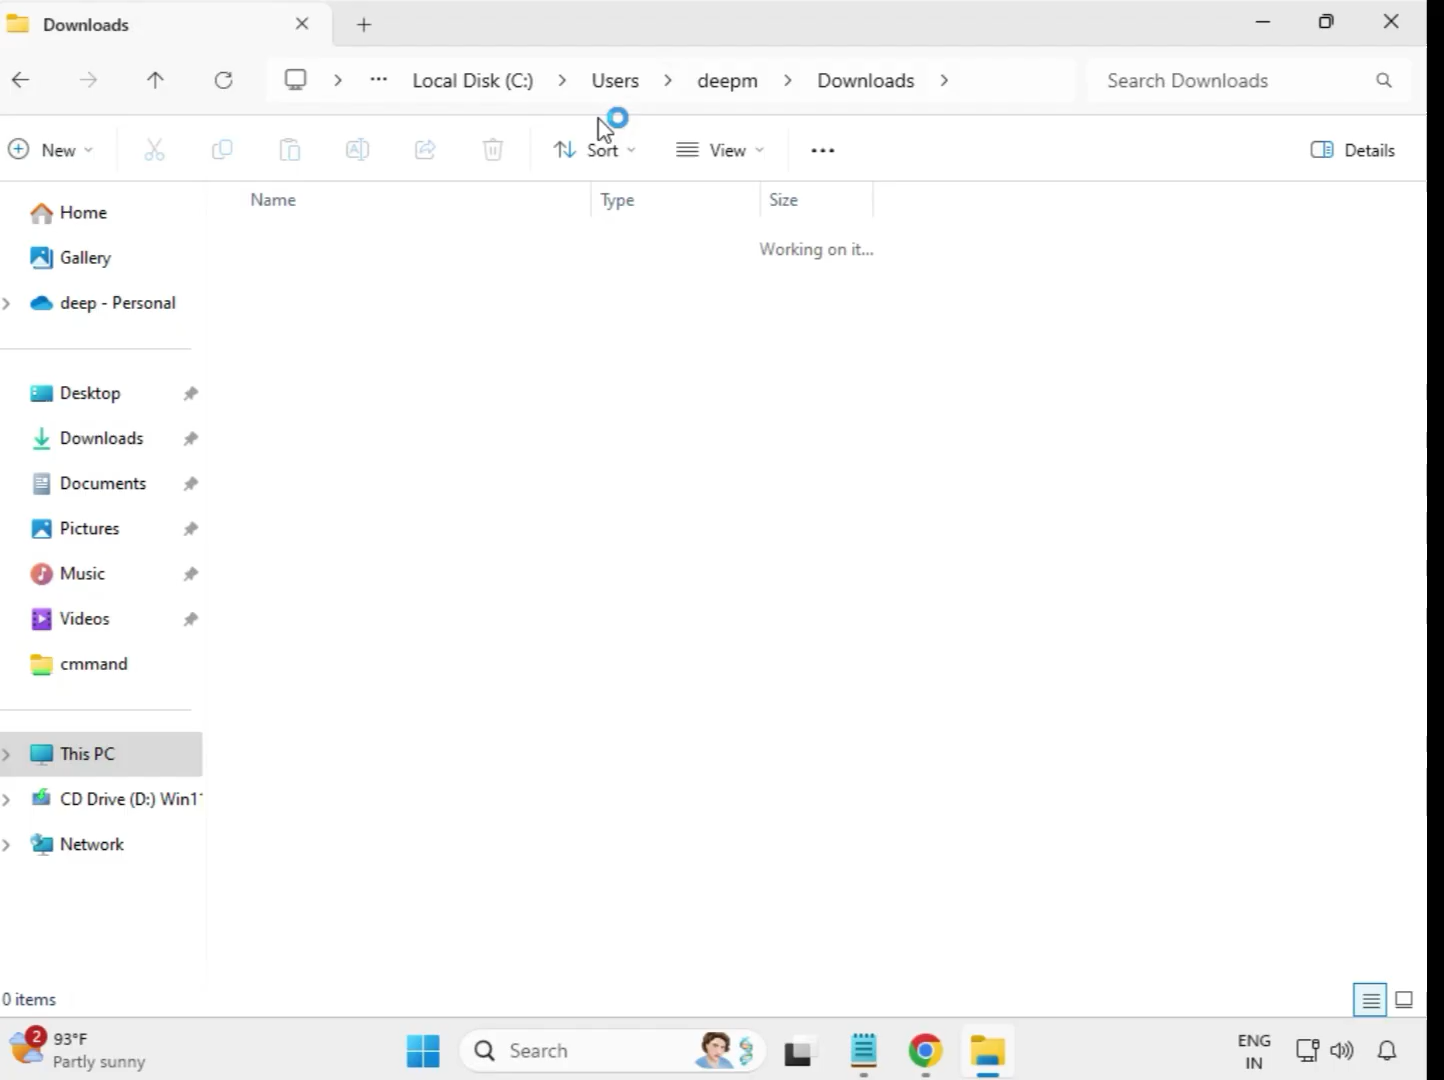 Downloads
Local Disk (C:) Users deepm Downloads Search Downloads
New Sort View Details
Name Type Size
Working on it...
Home
Gallery
deep - Personal
Desktop
Downloads
Documents
Pictures
Music
Videos
cmmand
This PC
CD Drive (D:) Win11
Network
0 items
2 93°F
Partly sunny
Search
ENG
IN